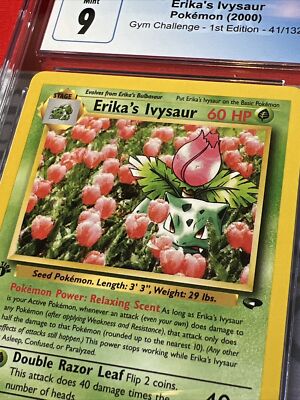 Mint
9
Erika's Ivysaur
Pokémon (2000)
Gym Challenge - 1st Edition - 41/132
STAGE 1
Evolves from Erika's Bulbasaur
Put Erika's Ivysaur on the Basic Pokémon
Erika's Ivysaur 60 HP
Seed Pokémon. Length: 3' 3", Weight: 29 lbs.
Pokémon Power: Relaxing Scent As long as Erika's Ivysaur
is your Active Pokémon, whenever an attack (even your own) does damage to
any Pokémon (after applying Weakness and Resistance), that attack only does
half the damage to that Pokémon (rounded up to the nearest 10). (Any other
effects of attack still happen.) This power stops working while Erika's Ivysaur
Asleep, Confused, or Paralyzed.
Double Razor Leaf Flip 2 coins.
This attack does 40 damage times the
number of heads.